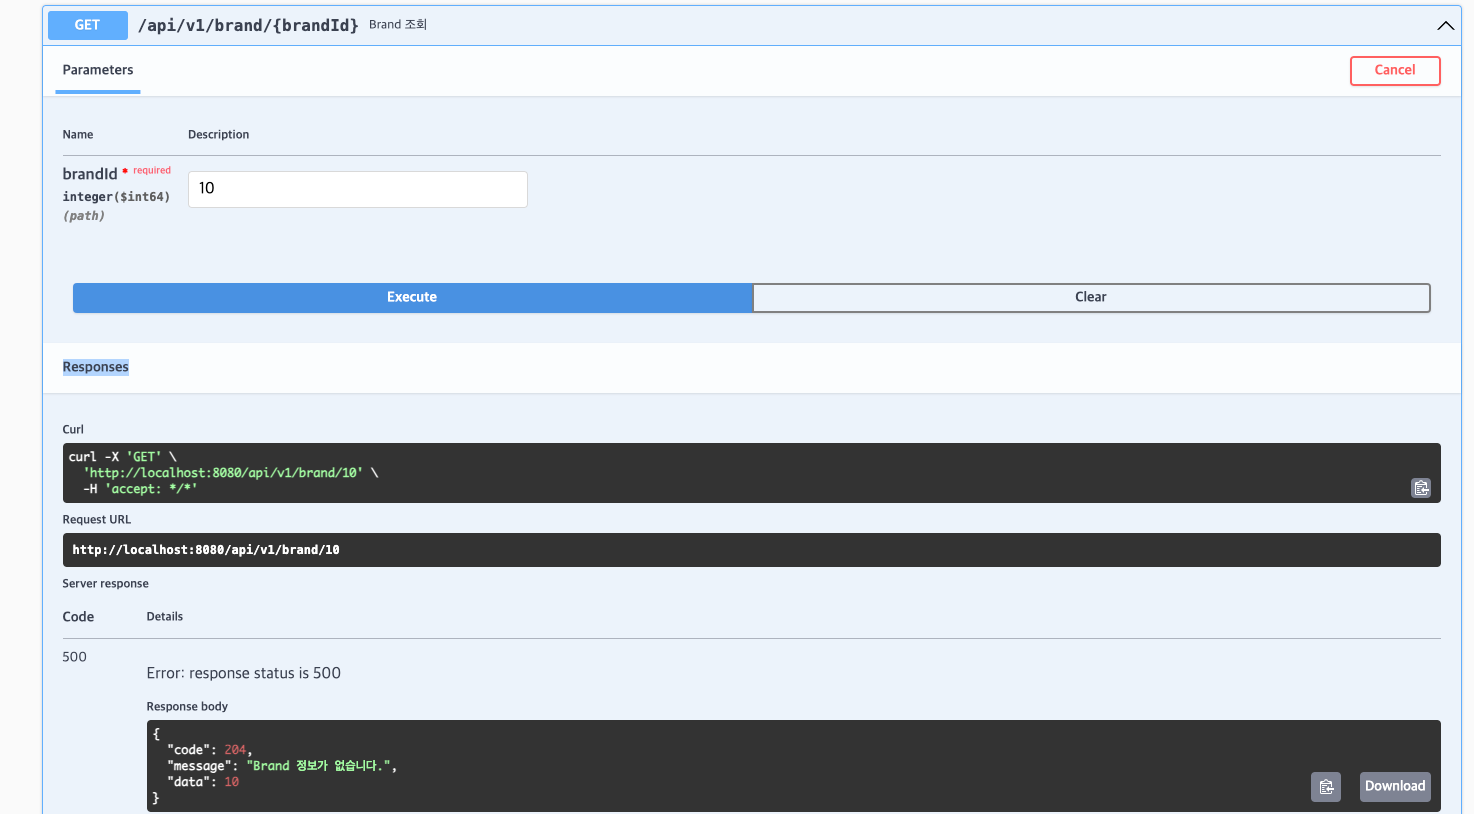 GET /api/v1/brand/{brandId} Brand 조회
Parameters
Cancel
Name Description
brandId * required
integer($int64)
(path)
10
Execute Clear
Responses
Curl
curl -X 'GET' \
'http://localhost:8080/api/v1/brand/10' \
-H 'accept: */*'
Request URL
http://localhost:8080/api/v1/brand/10
Server response
Code Details
500
Error: response status is 500
Response body
{
"code": 204,
"message": "Brand 정보가 없습니다.",
"data": 10
}
Download